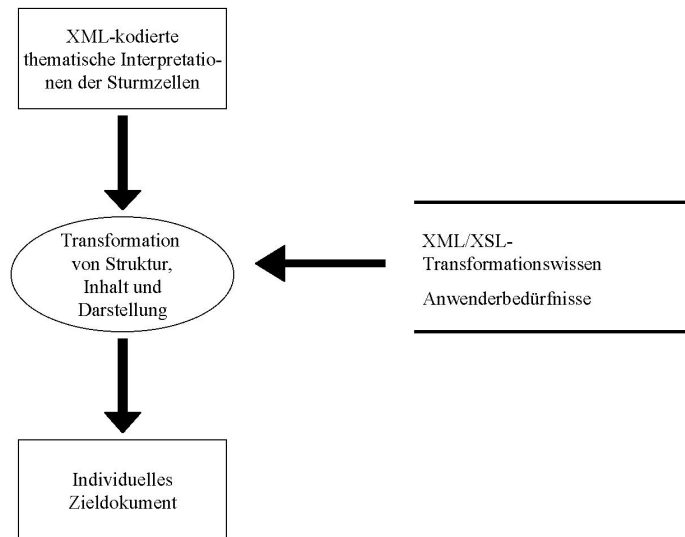 XML-kodierte
thematische Interpretatio-
nen der Sturmzellen
Transformation
von Struktur,
Inhalt und
Darstellung
XML/XSL-
Transformationswissen
Anwenderbedürfnisse
Individuelles
Zieldokument